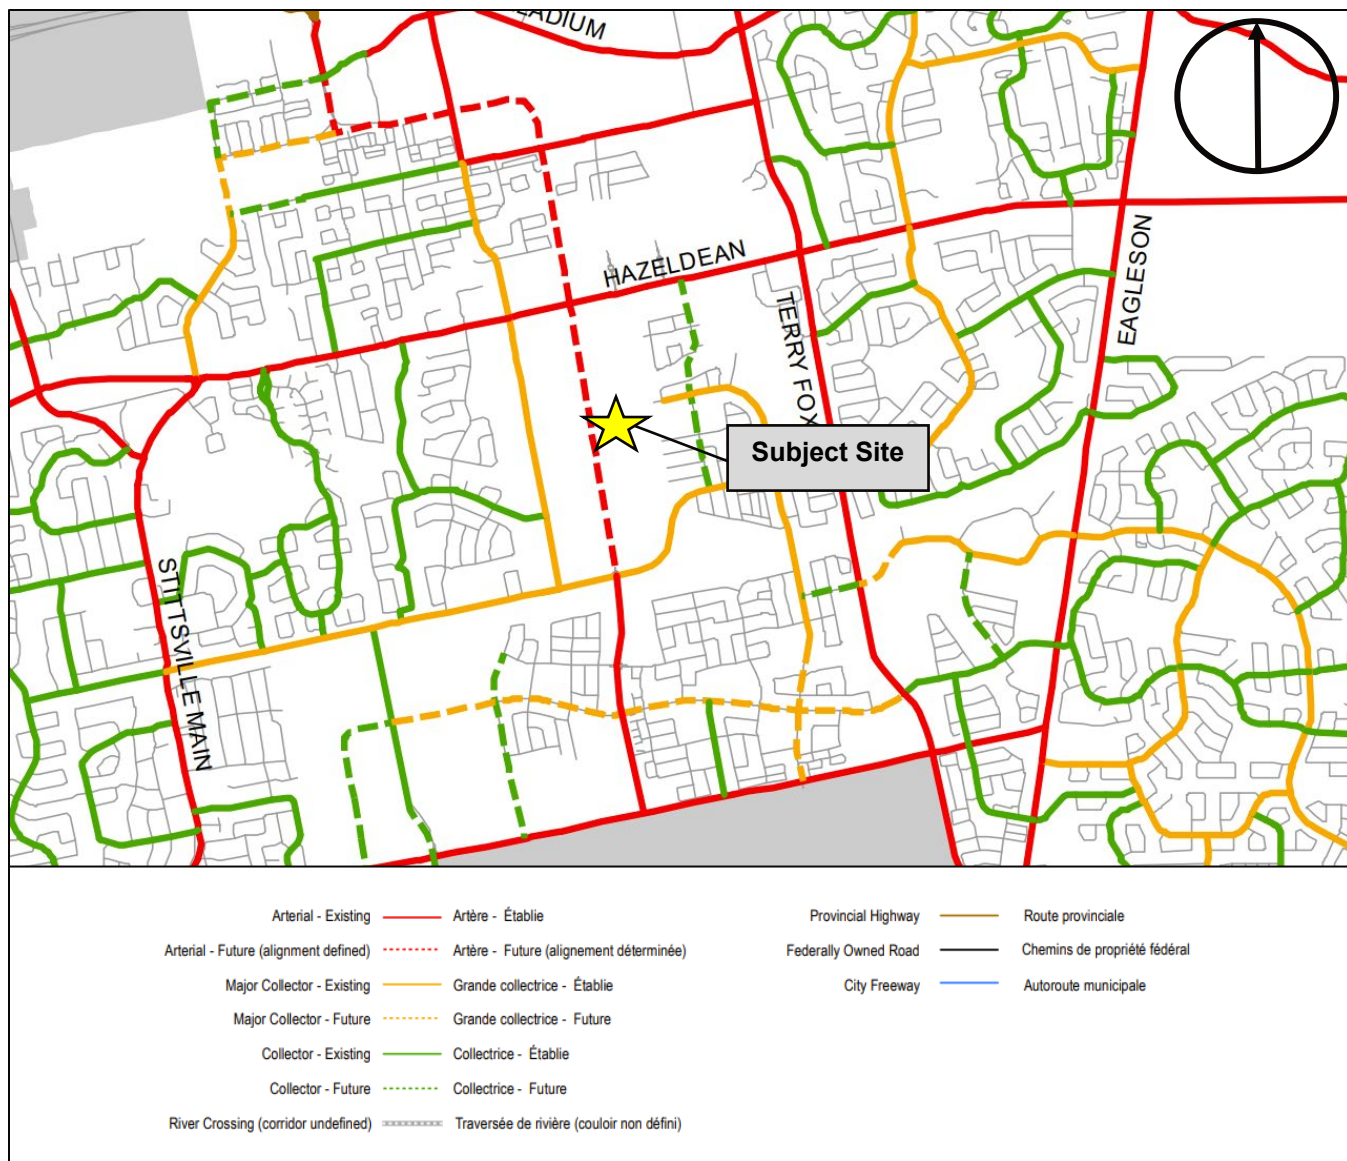 LADIUM
HAZELDEAN
TERRY FOX
EAGLESON
Subject Site
STITTSVILLE MAIN
Arterial - Existing Artère - Établie
Arterial - Future (alignment defined) Artère - Future (alignement déterminée)
Major Collector - Existing Grande collectrice - Établie
Major Collector - Future Grande collectrice - Future
Collector - Existing Collectrice - Établie
Collector - Future Collectrice - Future
River Crossing (corridor undefined) Traversée de rivière (couloir non défini)
Provincial Highway Route provinciale
Federally Owned Road Chemins de propriété fédéral
City Freeway Autoroute municipale